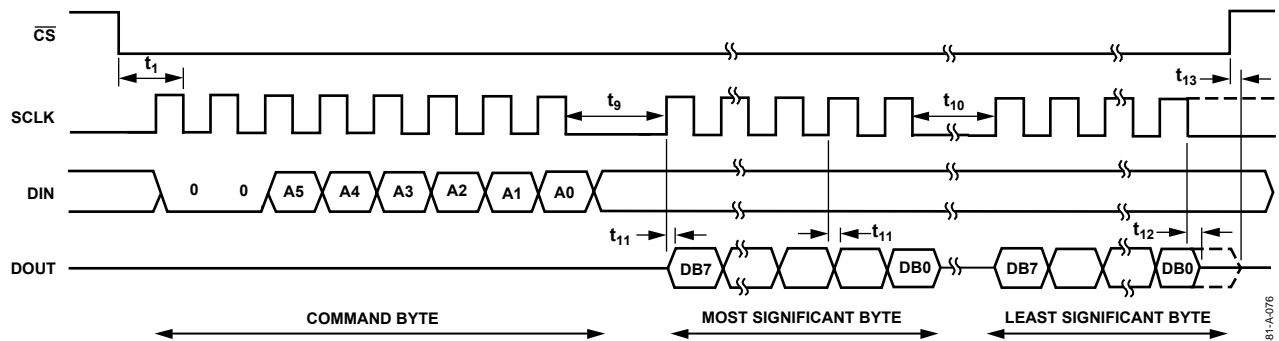 CS
t1
t13
SCLK
t9
t10
DIN
0 0 A5 A4 A3 A2 A1 A0
t11
t11
t12
DOUT
DB7
DB0
DB7
DB0
COMMAND BYTE
MOST SIGNIFICANT BYTE
LEAST SIGNIFICANT BYTE
81-A-076